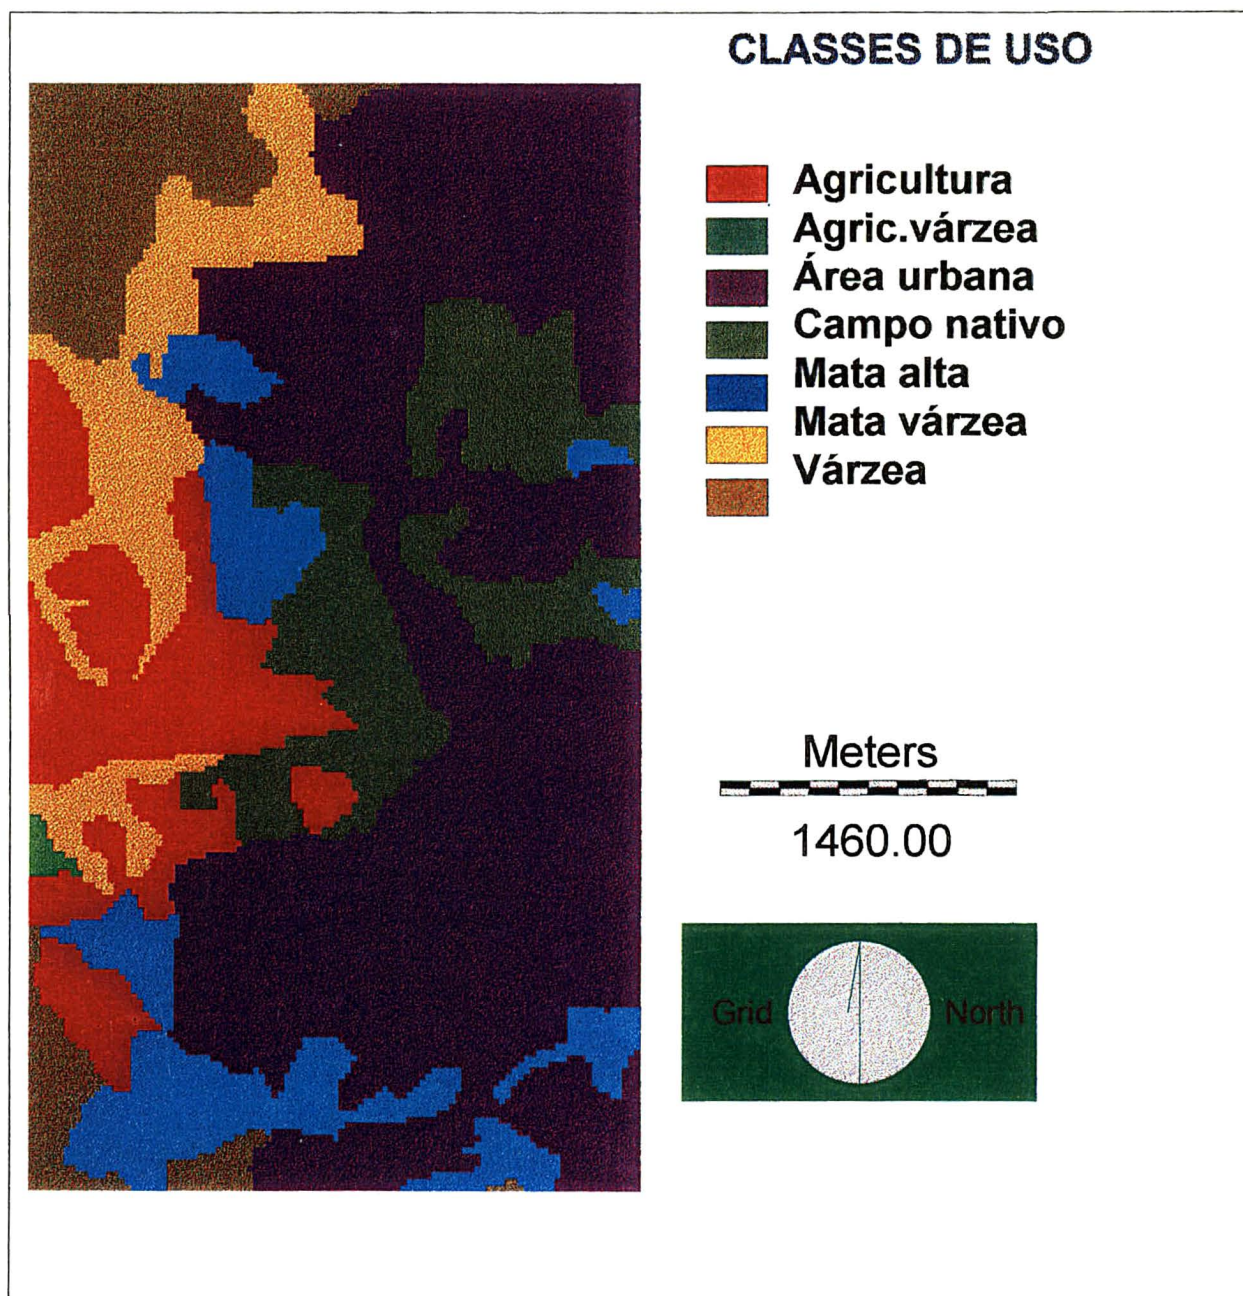 CLASSES DE USO
Agricultura
Agric.várzea
Área urbana
Campo nativo
Mata alta
Mata várzea
Várzea
Meters
1460.00
Grid North